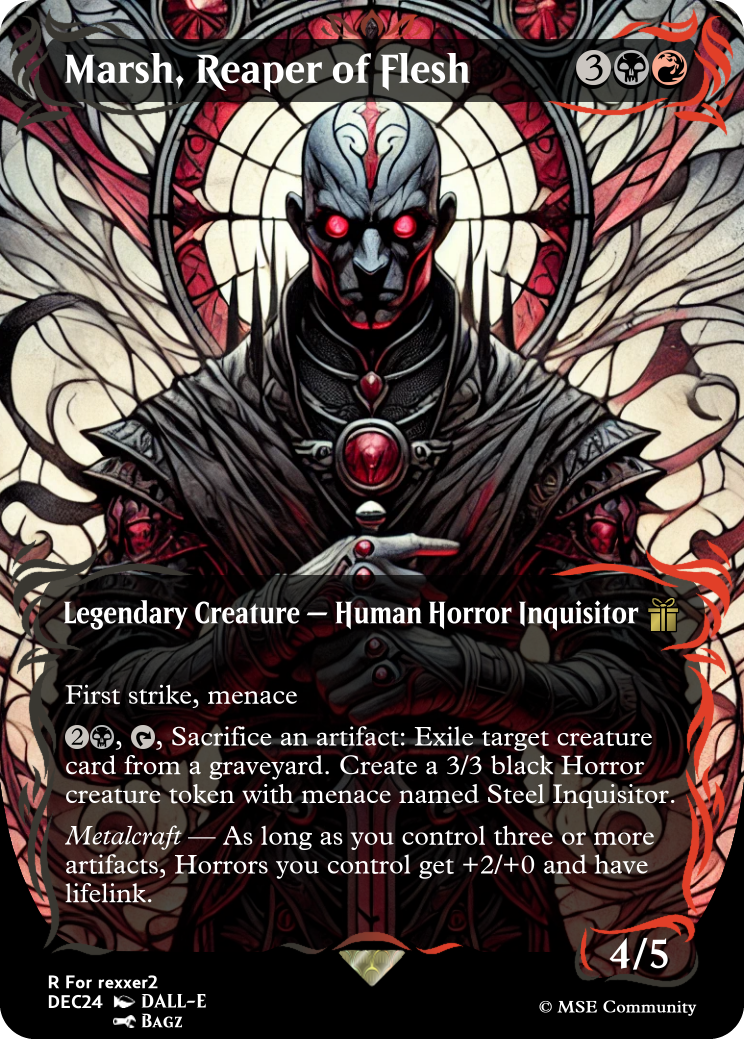 Marsh, Reaper of Flesh 3
Legendary Creature — Human Horror Inquisitor
First strike, menace
2, , Sacrifice an artifact: Exile target creature
card from a graveyard. Create a 3/3 black Horror
creature token with menace named Steel Inquisitor.
Metalcraft — As long as you control three or more
artifacts, Horrors you control get +2/+0 and have
lifelink.
4/5
R For rexxer2
DEC24 DALL-E
Bagz
© MSE Community